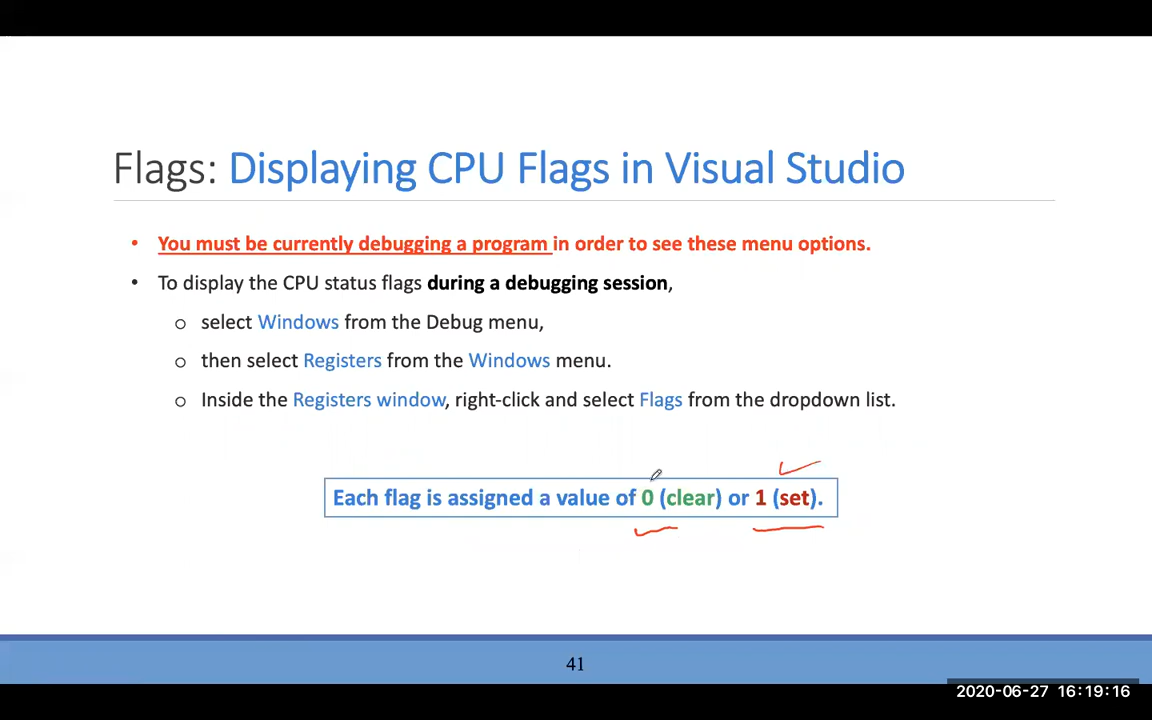 Flags: Displaying CPU Flags in Visual Studio
• You must be currently debugging a program in order to see these menu options.
• To display the CPU status flags during a debugging session,
o select Windows from the Debug menu,
o then select Registers from the Windows menu.
o Inside the Registers window, right-click and select Flags from the dropdown list.
Each flag is assigned a value of 0 (clear) or 1 (set).
41
2020-06-27 16:19:16